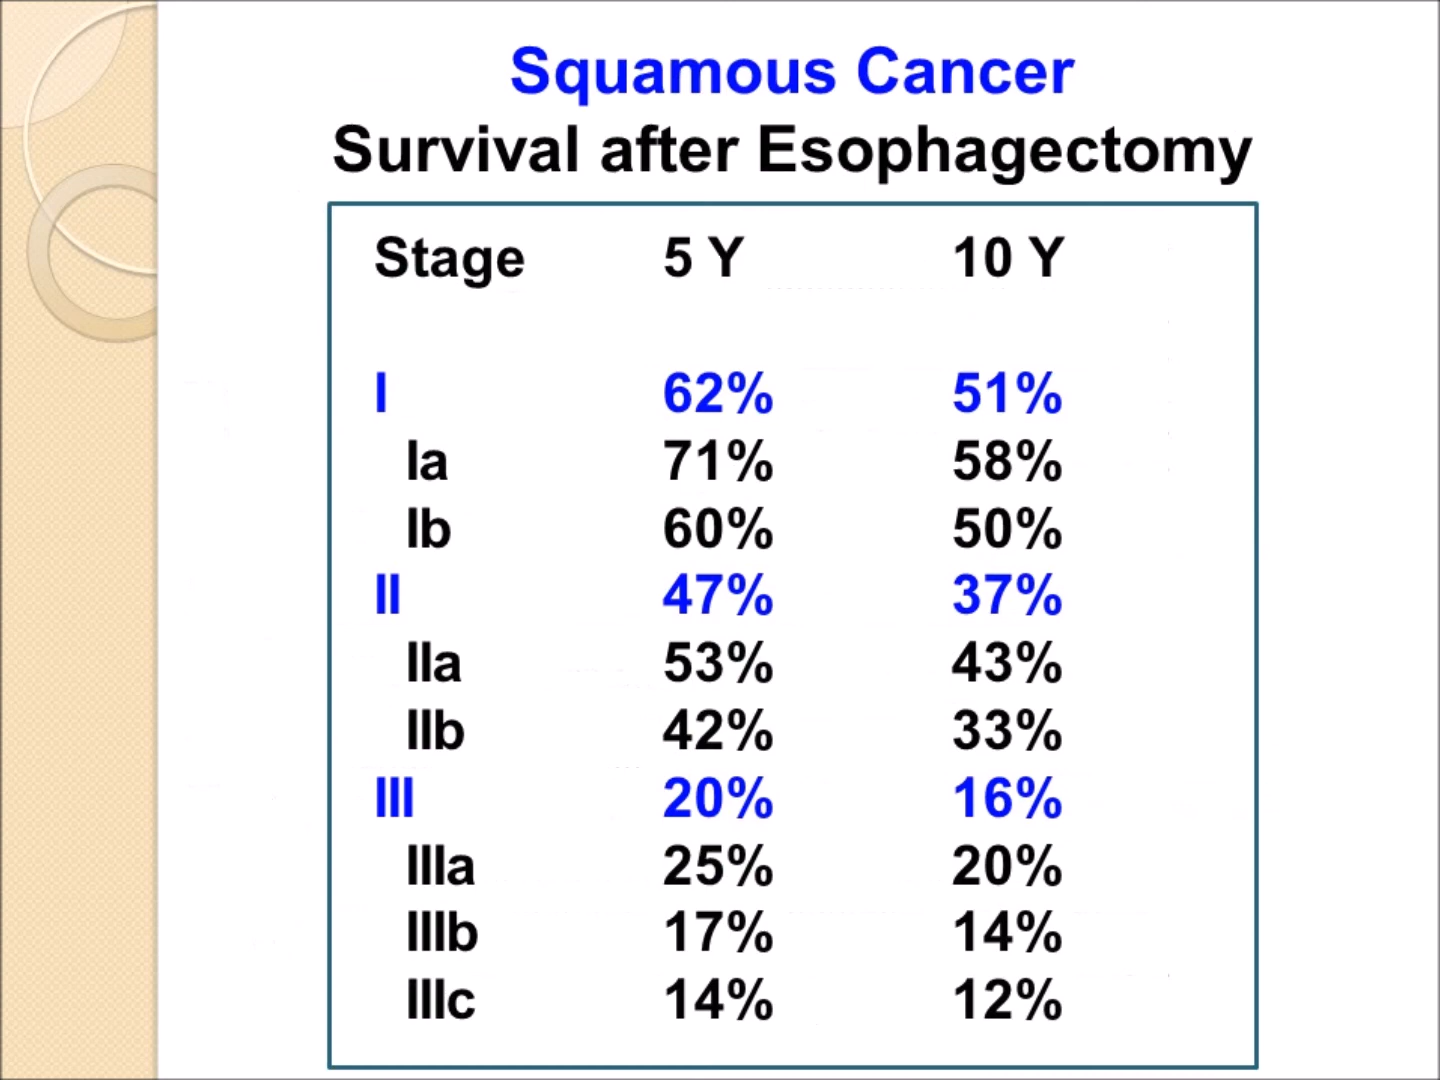 Squamous Cancer
Survival after Esophagectomy
Stage 5 Y 10 Y
I 62% 51%
Ia 71% 58%
Ib 60% 50%
II 47% 37%
IIa 53% 43%
IIb 42% 33%
III 20% 16%
IIIa 25% 20%
IIIb 17% 14%
IIIc 14% 12%